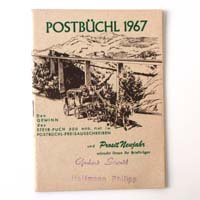 POSTBÜCHL 1967
Den
GEWINN
des
STEYR-PUCH 500 MOD. FIAT im
POSTBÜCHL-PREISAUSSCHREIBEN
und Prosit Neujahr
wünscht Ihnen Ihr Briefträger
Philipp